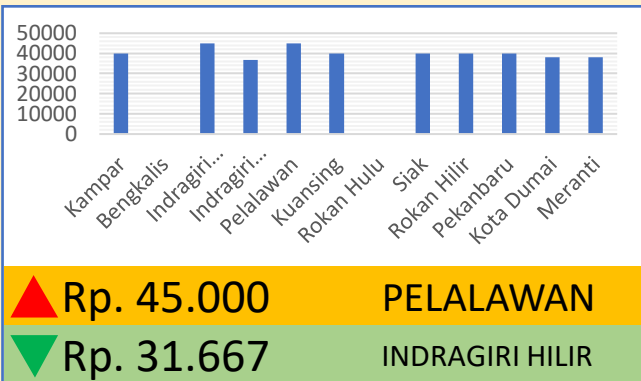 50000
40000
30000
20000
10000
0
Kampar
Bengkalis
Indragiri...
Indragiri...
Pelalawan
Kuansing
Rokan Hulu
Siak
Rokan Hilir
Pekanbaru
Kota Dumai
Meranti
Rp. 45.000 PELALAWAN
Rp. 31.667 INDRAGIRI HILIR